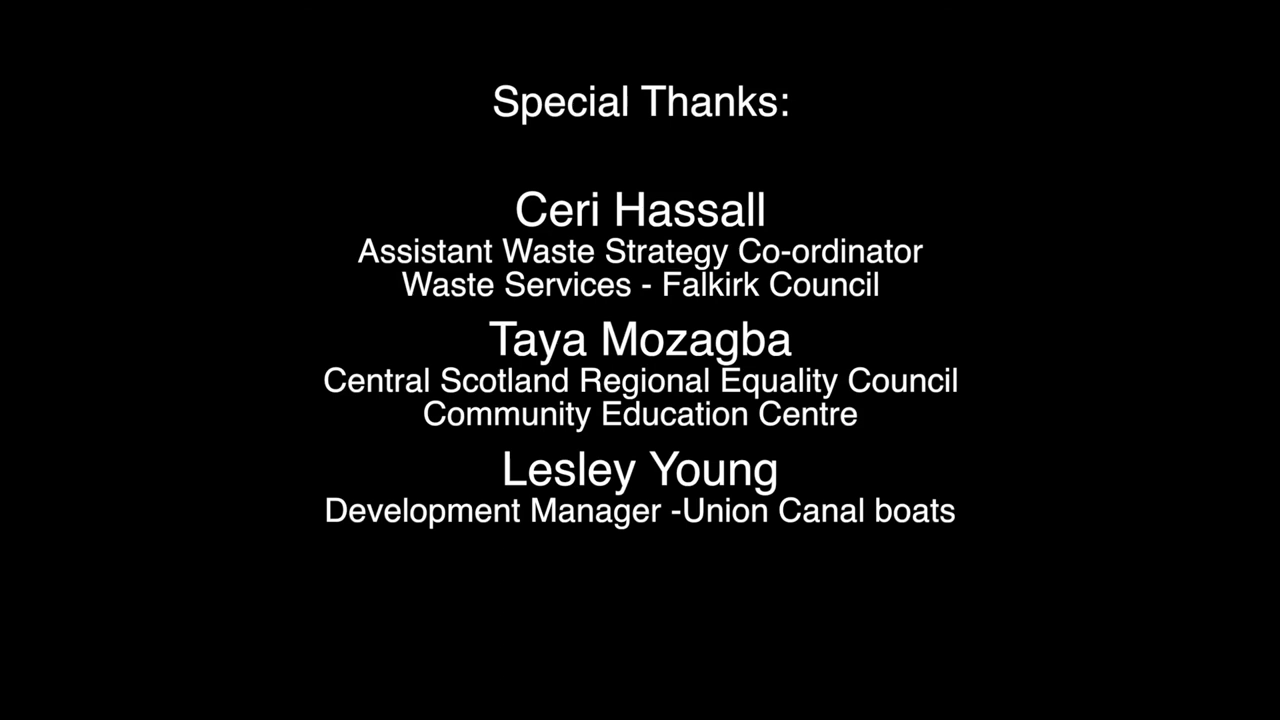 Special Thanks:
Ceri Hassall
Assistant Waste Strategy Co-ordinator
Waste Services - Falkirk Council
Taya Mozagba
Central Scotland Regional Equality Council
Community Education Centre
Lesley Young
Development Manager -Union Canal boats